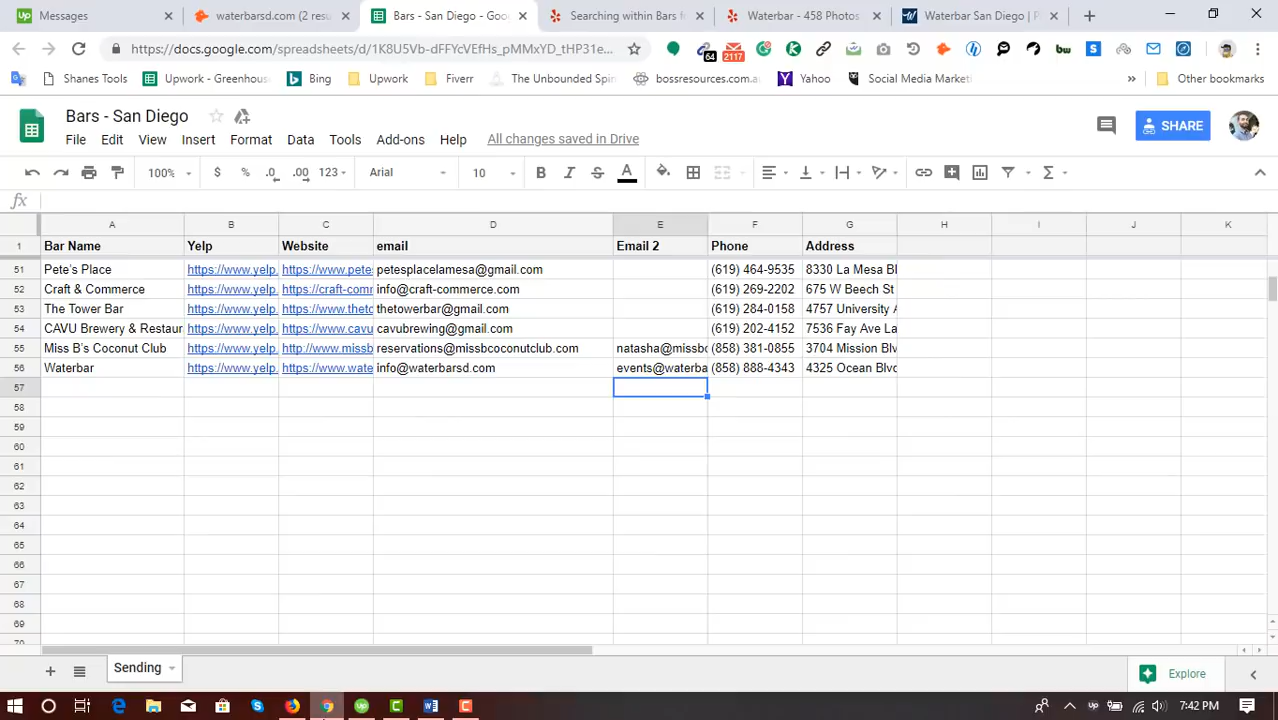 Messages
waterbarsd.com (2 resu
Bars - San Diego - Goo
Searching within Bars f
Waterbar - 458 Photos
Waterbar San Diego | P
https://docs.google.com/spreadsheets/d/1K8U5Vb-dFFYcVEfHs_pMMxYD_tHP31e...
64
2117
bw
S
Shanes Tools
Upwork - Greenhous
Bing
Upwork
Fiverr
The Unbounded Spir
bossresources.com.a
Yahoo
Social Media Market
»
Other bookmarks
Bars - San Diego
File Edit View Insert Format Data Tools Add-ons Help All changes saved in Drive
SHARE
100% $ % .0 .00 123 Arial 10 B I S A Σ
fx
A B C D E F G H I J K
1 Bar Name Yelp Website email Email 2 Phone Address
51 Pete's Place https://www.yelp. https://www.petes petesplacelamesa@gmail.com (619) 464-9535 8330 La Mesa Bl
52 Craft & Commerce https://www.yelp. https://craft-comm info@craft-commerce.com (619) 269-2202 675 W Beech St
53 The Tower Bar https://www.yelp. https://www.theto thetowerbar@gmail.com (619) 284-0158 4757 University A
54 CAVU Brewery & Restaur https://www.yelp. https://www.cavu cavubrewing@gmail.com (619) 202-4152 7536 Fay Ave La
55 Miss B's Coconut Club https://www.yelp. http://www.missb reservations@missbcoconutclub.com natasha@missbc (858) 381-0855 3704 Mission Blv
56 Waterbar https://www.yelp. https://www.wate info@waterbarsd.com events@waterba (858) 888-4343 4325 Ocean Blvd
57
58
59
60
61
62
63
64
65
66
67
68
69
70
+ Sending
Explore
7:42 PM